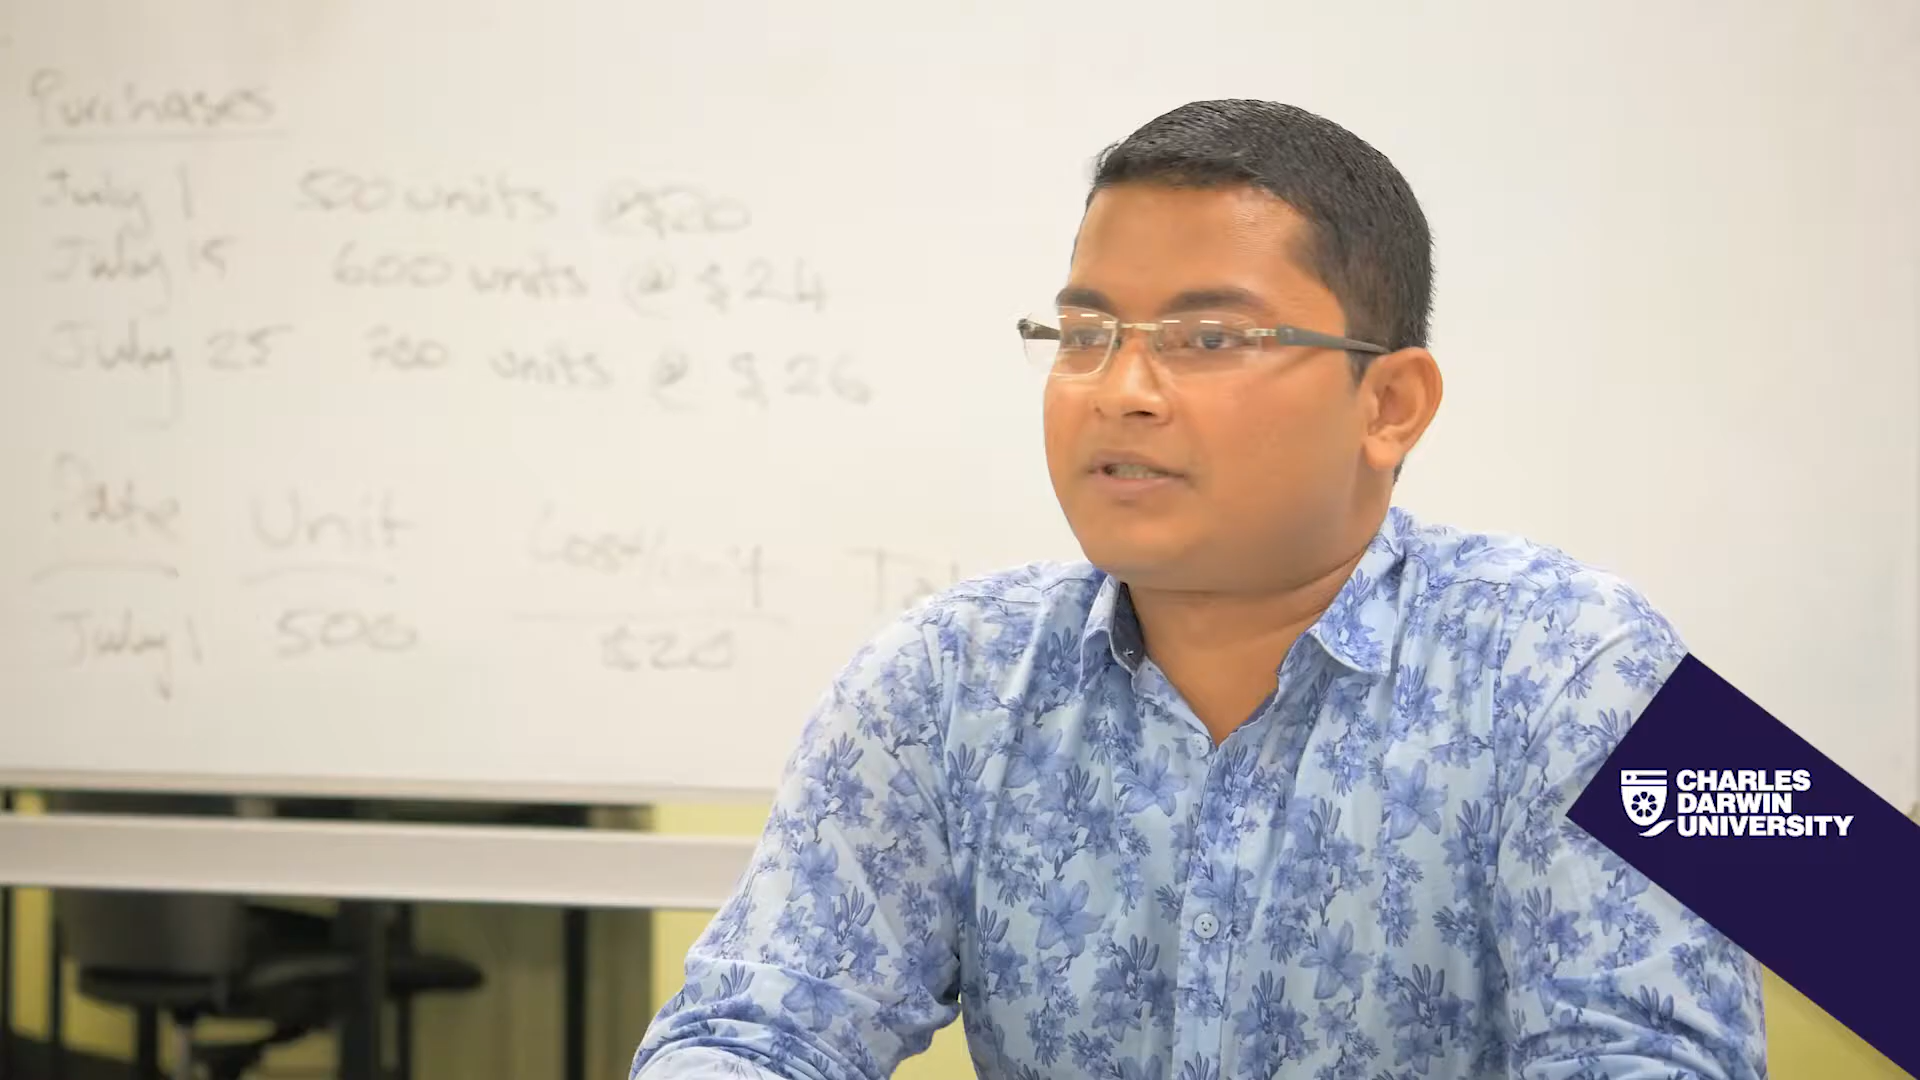 Purchases
July 1 500 units @$20
July 15 600 units @ $24
July 25 700 units @ $26
Date Unit Cost/unit
July 1 500 $20
CHARLES
DARWIN
UNIVERSITY